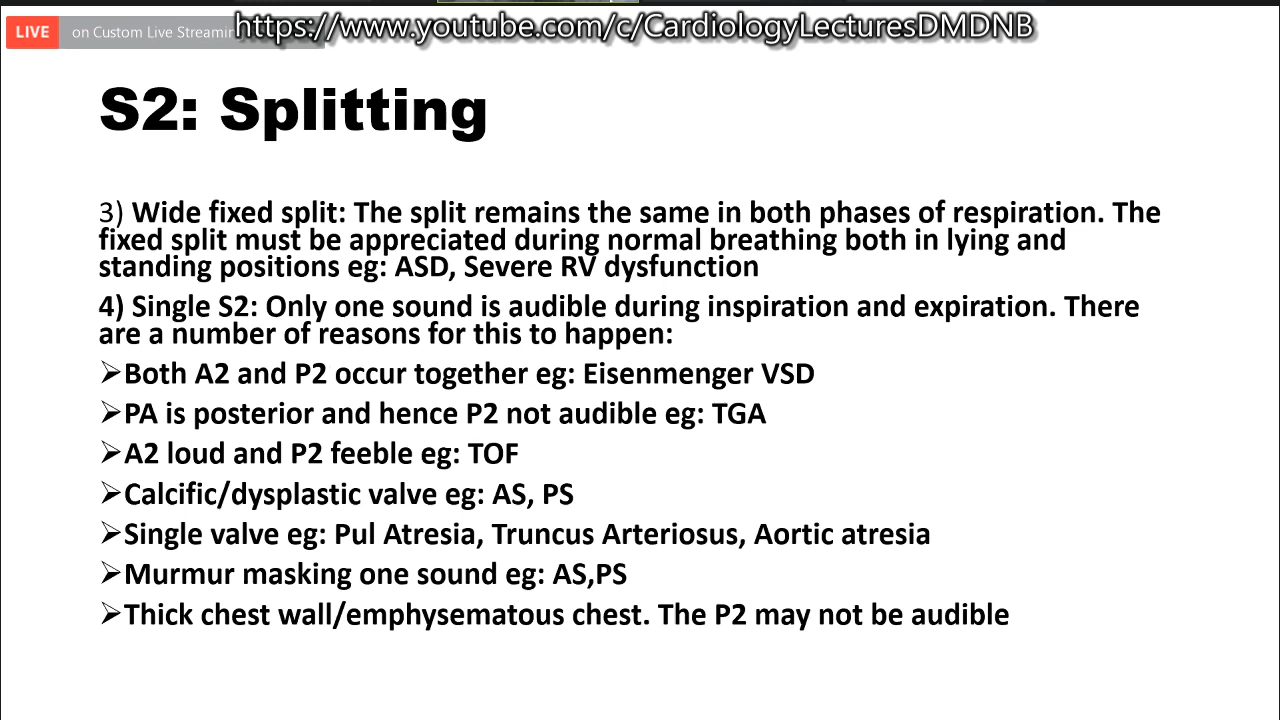 LIVE on Custom Live Streamin
https://www.youtube.com/c/CardiologyLecturesDMDNB
S2: Splitting
3) Wide fixed split: The split remains the same in both phases of respiration. The
fixed split must be appreciated during normal breathing both in lying and
standing positions eg: ASD, Severe RV dysfunction
4) Single S2: Only one sound is audible during inspiration and expiration. There
are a number of reasons for this to happen:
➢Both A2 and P2 occur together eg: Eisenmenger VSD
➢PA is posterior and hence P2 not audible eg: TGA
➢A2 loud and P2 feeble eg: TOF
➢Calcific/dysplastic valve eg: AS, PS
➢Single valve eg: Pul Atresia, Truncus Arteriosus, Aortic atresia
➢Murmur masking one sound eg: AS,PS
➢Thick chest wall/emphysematous chest. The P2 may not be audible